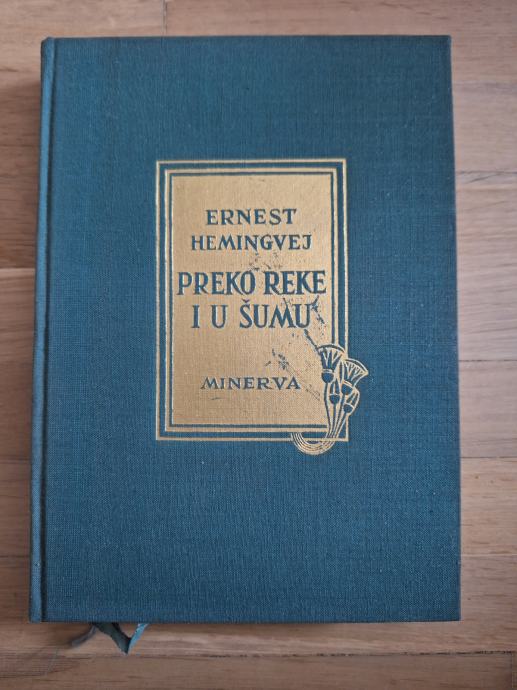 ERNEST
HEMINGVEJ
PREKO REKE
I U ŠUMU
MINERVA